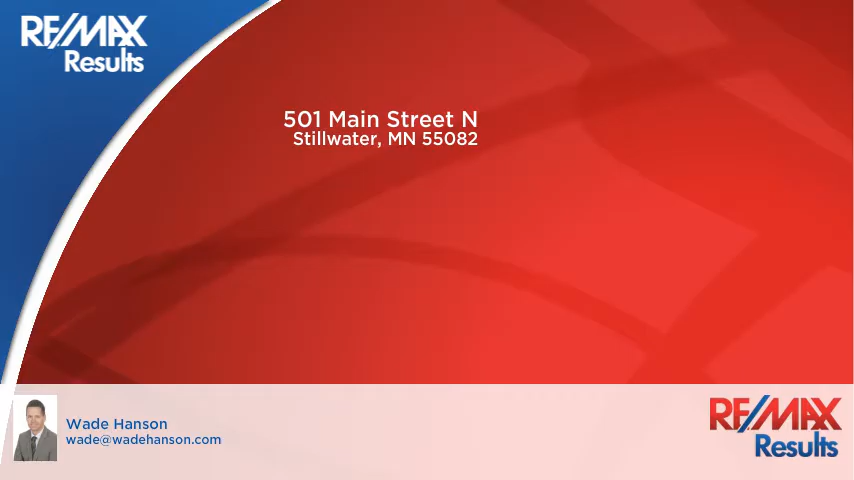 RE/MAX
Results
501 Main Street N
Stillwater, MN 55082
Wade Hanson
wade@wadehanson.com
RE/MAX
Results